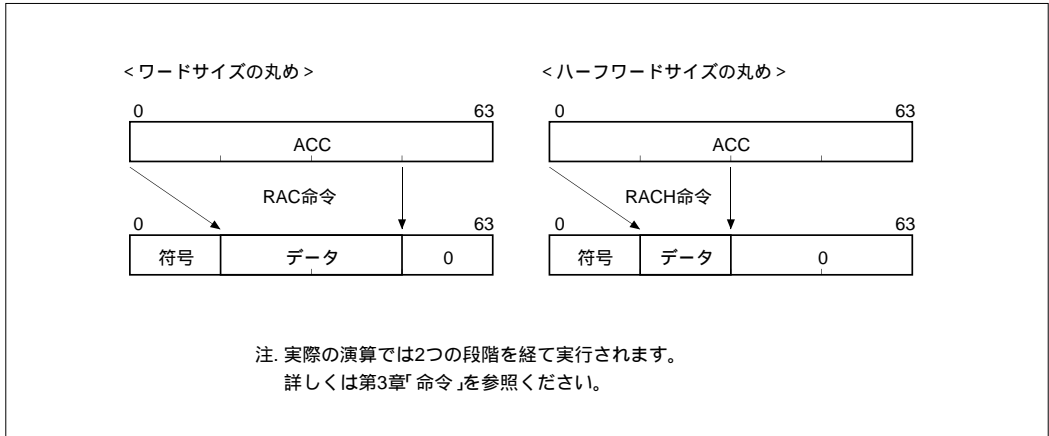 <ワードサイズの丸め>
0 63
ACC
RAC命令
0 63
符号 データ 0
<ハーフワードサイズの丸め>
0 63
ACC
RACH命令
0 63
符号 データ 0
注. 実際の演算では2つの段階を経て実行されます。
詳しくは第3章「命令」を参照ください。